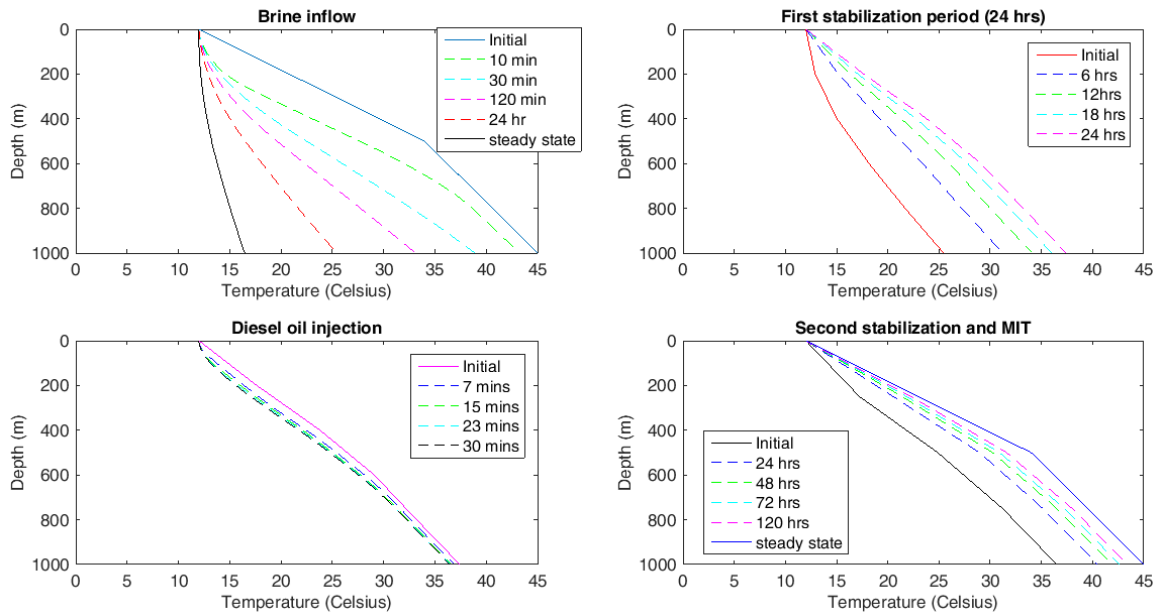 Brine inflow
0
200
400
600
800
1000
Depth (m)
0 5 10 15 20 25 30 35 40 45
Temperature (Celsius)
Initial
10 min
30 min
120 min
24 hr
steady state
First stabilization period (24 hrs)
0
200
400
600
800
1000
Depth (m)
0 5 10 15 20 25 30 35 40 45
Temperature (Celsius)
Initial
6 hrs
12hrs
18 hrs
24 hrs
Diesel oil injection
0
200
400
600
800
1000
Depth (m)
0 5 10 15 20 25 30 35 40 45
Temperature (Celsius)
Initial
7 mins
15 mins
23 mins
30 mins
Second stabilization and MIT
0
200
400
600
800
1000
Depth (m)
0 5 10 15 20 25 30 35 40 45
Temperature (Celsius)
Initial
24 hrs
48 hrs
72 hrs
120 hrs
steady state